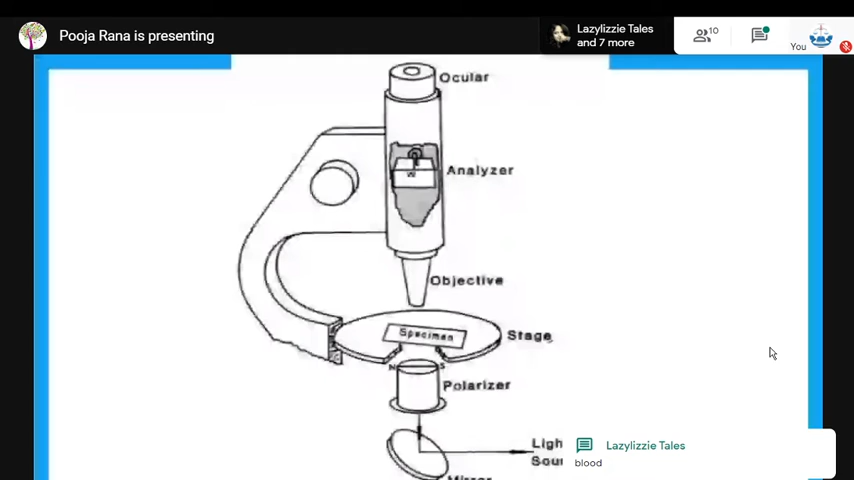 Pooja Rana is presenting
Lazylizzie Tales
and 7 more
10
You
Ocular
Analyzer
W
Objective
Specimen
Stage
N
S
Polarizer
Ligh
Sour
Mirror
Lazylizzie Tales
blood